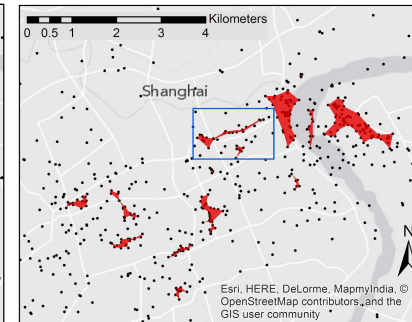 Kilometers
0 0.5 1 2 3 4
Shanghai
N
Esri, HERE, DeLorme, MapmyIndia, ©
OpenStreetMap contributors, and the
GIS user community